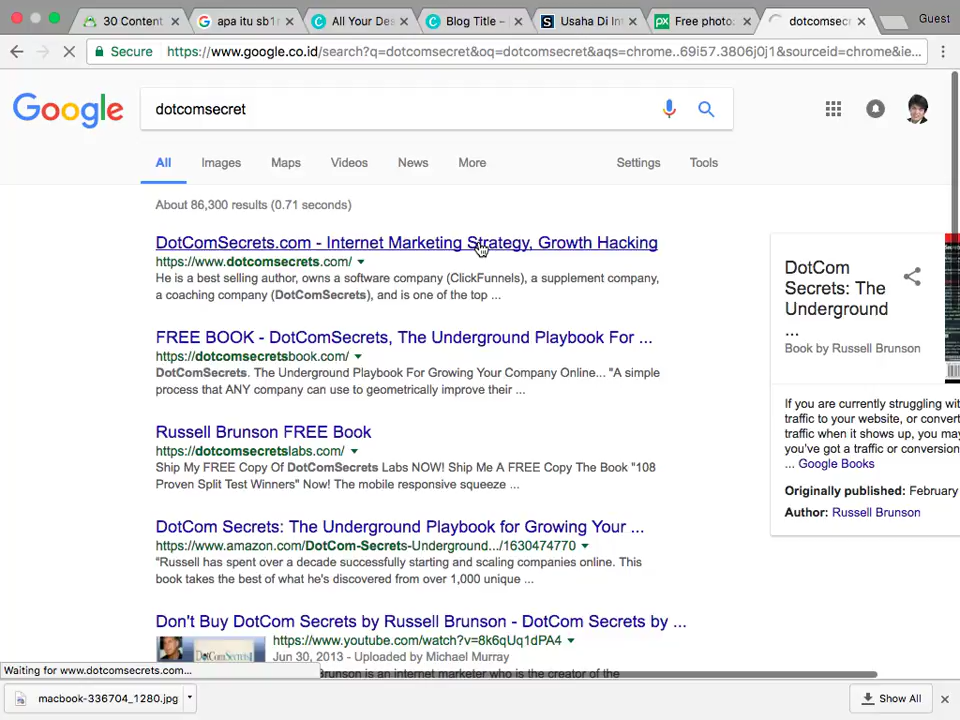 30 Content
apa itu sb1
All Your Des
Blog Title –
Usaha Di Int
Free photo:
dotcomsecr
Guest
Secure
https://www.google.co.id/search?q=dotcomsecret&oq=dotcomsecret&aqs=chrome..69i57.3806j0j1&sourceid=chrome&ie...
Google
dotcomsecret
All
Images
Maps
Videos
News
More
Settings
Tools
About 86,300 results (0.71 seconds)
DotComSecrets.com - Internet Marketing Strategy, Growth Hacking
https://www.dotcomsecrets.com/
He is a best selling author, owns a software company (ClickFunnels), a supplement company,
a coaching company (DotComSecrets), and is one of the top ...
FREE BOOK - DotComSecrets, The Underground Playbook For ...
https://dotcomsecretsbook.com/
DotComSecrets. The Underground Playbook For Growing Your Company Online... "A simple
process that ANY company can use to geometrically improve their ...
Russell Brunson FREE Book
https://dotcomsecretslabs.com/
Ship My FREE Copy Of DotComSecrets Labs NOW! Ship Me A FREE Copy The Book "108
Proven Split Test Winners" Now! The mobile responsive squeeze ...
DotCom Secrets: The Underground Playbook for Growing Your ...
https://www.amazon.com/DotCom-Secrets-Underground.../1630474770
"Russell has spent over a decade successfully starting and scaling companies online. This
book takes the best of what he's discovered from over 1,000 unique ...
Don't Buy DotCom Secrets by Russell Brunson - DotCom Secrets by ...
https://www.youtube.com/watch?v=8k6qUq1dPA4
Jun 30, 2013 - Uploaded by Michael Murray
Brunson is an internet marketer who is the creator of the
DotCom
Secrets: The
Underground
...
Book by Russell Brunson
If you are currently struggling wit
traffic to your website, or convert
traffic when it shows up, you may
you've got a traffic or conversion
... Google Books
Originally published: February
Author: Russell Brunson
Waiting for www.dotcomsecrets.com...
macbook-336704_1280.jpg
Show All